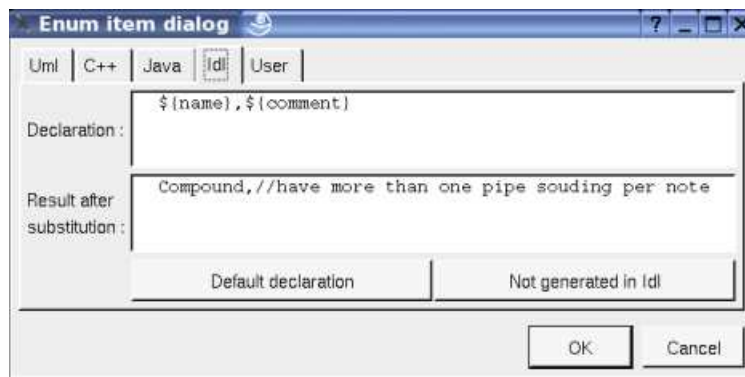 Enum item dialog
Uml C++ Java Idl User
Declaration :
${name},${comment}
Result after
substitution :
Compound,//have more than one pipe souding per note
Default declaration Not generated in Idl
OK Cancel